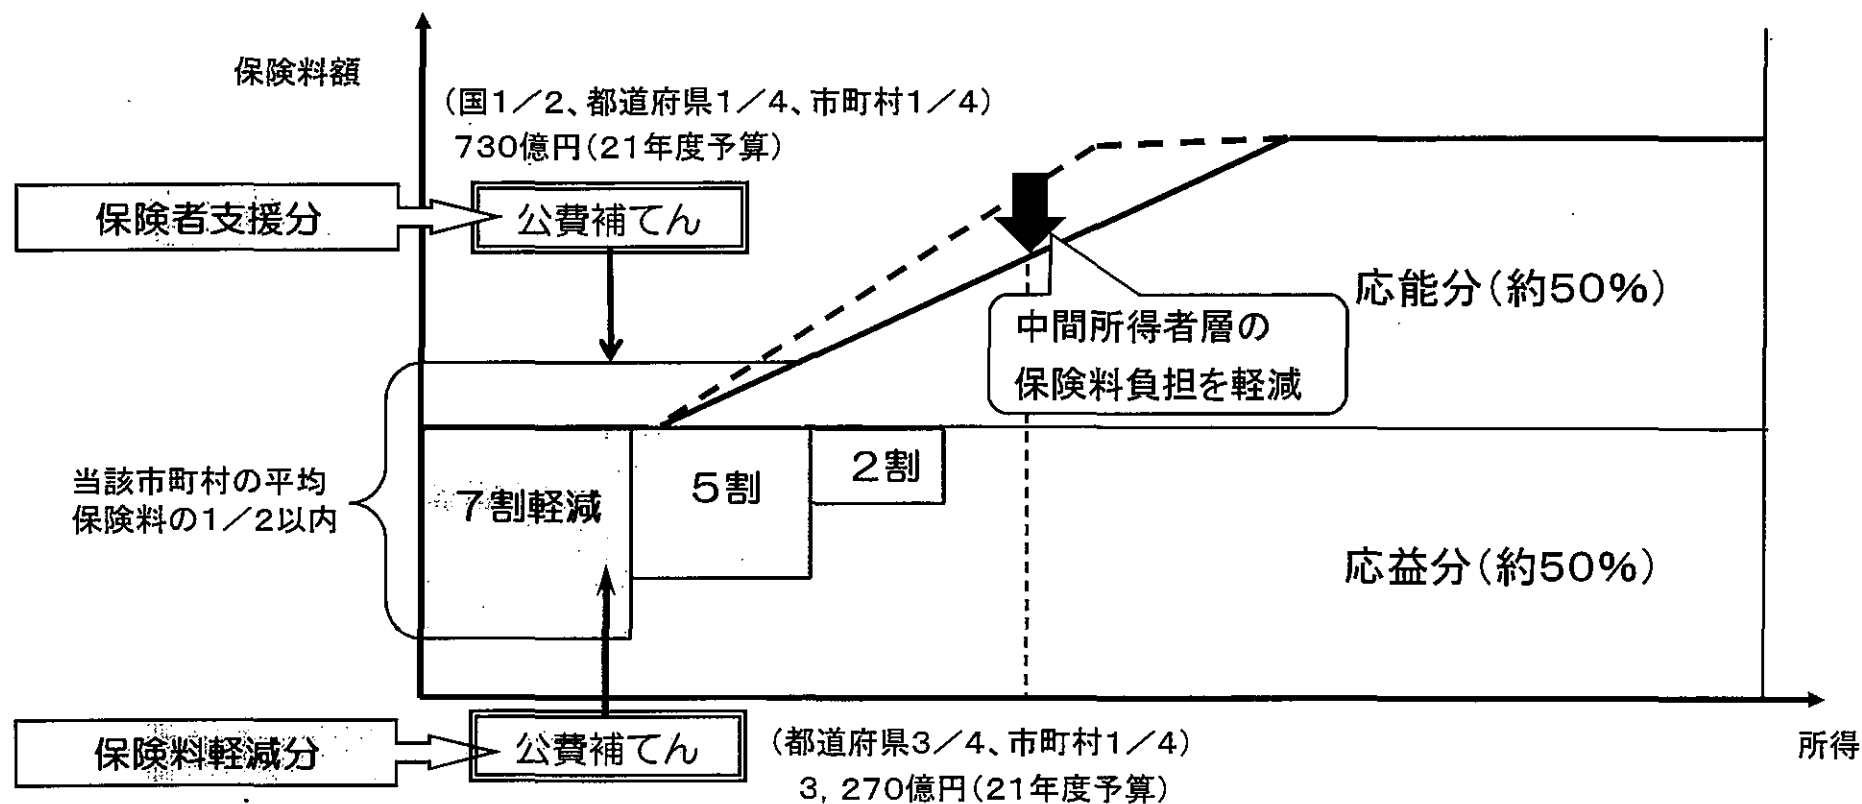 保険料額
(国1/2、都道府県1/4、市町村1/4)
730億円(21年度予算)
保険者支援分
公費補てん
応能分(約50%)
中間所得者層の
保険料負担を軽減
当該市町村の平均
保険料の1/2以内
7割軽減
5割
2割
応益分(約50%)
保険料軽減分
公費補てん
(都道府県3/4、市町村1/4)
3,270億円(21年度予算)
所得